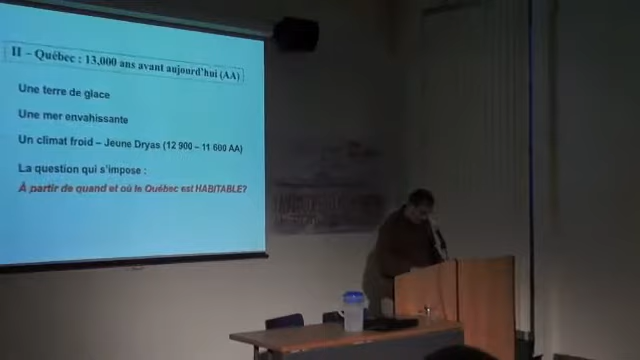 II – Québec : 13,000 ans avant aujourd'hui (AA)
Une terre de glace
Une mer envahissante
Un climat froid – Jeune Dryas (12 900 – 11 600 AA)
La question qui s'impose :
À partir de quand et où le Québec est HABITABLE?